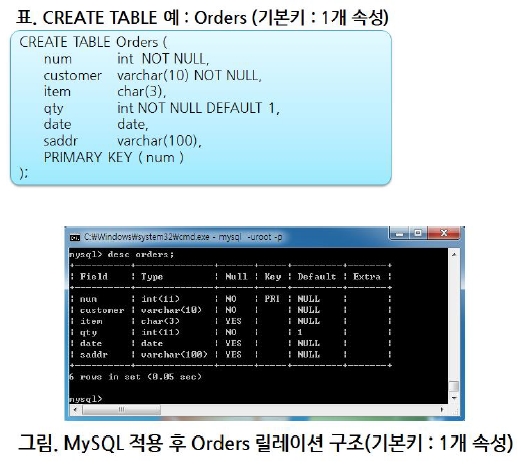 표. CREATE TABLE 예 : Orders (기본키 : 1개 속성)
CREATE TABLE Orders (
num int NOT NULL,
customer varchar(10) NOT NULL,
item char(3),
qty int NOT NULL DEFAULT 1,
date date,
saddr varchar(100),
PRIMARY KEY ( num )
);
C:\Windows\system32\cmd.exe - mysql -uroot -p
mysql> desc orders;
+----------+--------------+------+-----+---------+-------+
| Field | Type | Null | Key | Default | Extra |
+----------+--------------+------+-----+---------+-------+
| num | int(11) | NO | PRI | NULL | |
| customer | varchar(10) | NO | | NULL | |
| item | char(3) | YES | | NULL | |
| qty | int(11) | NO | | 1 | |
| date | date | YES | | NULL | |
| saddr | varchar(100) | YES | | NULL | |
+----------+--------------+------+-----+---------+-------+
6 rows in set (0.05 sec)
mysql>
그림. MySQL 적용 후 Orders 릴레이션 구조(기본키 : 1개 속성)